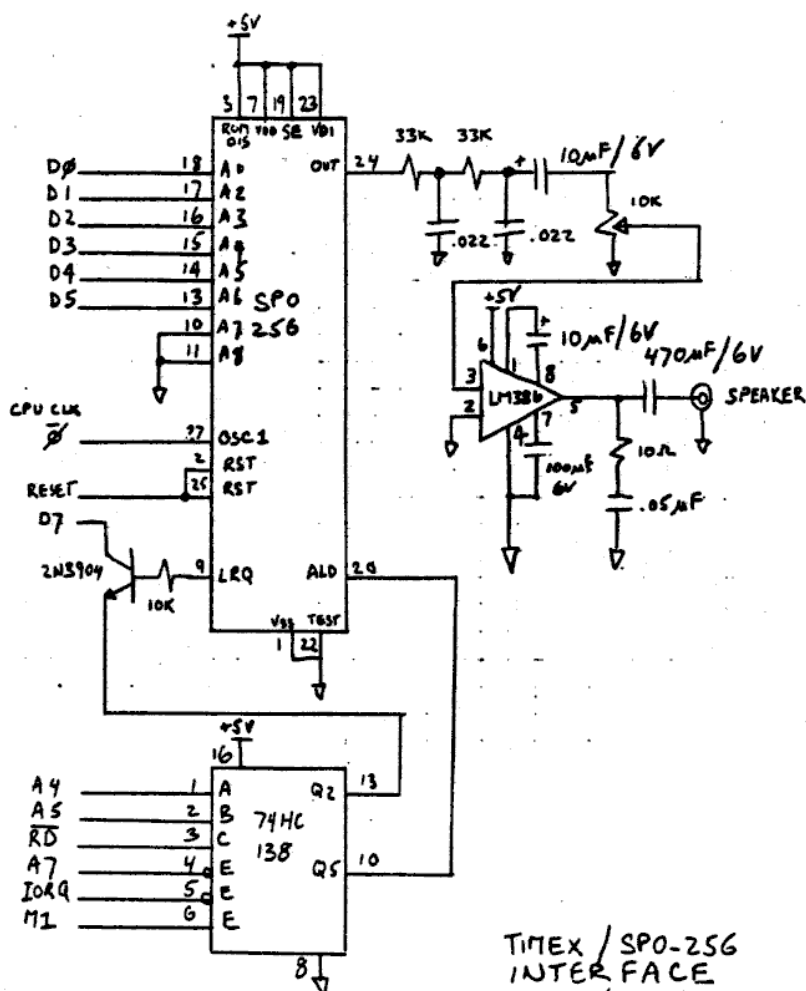 +5V
3 7 19 23
ROM DIS VDD SE VDI
D0 18 A0
D1 17 A2
D2 16 A3
D3 15 A4
D4 14 A5
D5 13 A6
10 A7
11 A8
SPO
256
OUT 24
33K 33K
+ 10µF/6V
.022 .022
10K
CPU CLK
Φ 27 OSC1
2 RST
RESET 25 RST
D7
2N3904
10K
9 LRQ
ALD 20
VSS TEST
1 22
+5V
6 1 + 10µF/6V
8
3
2
LM386
5
7
4
100µF
6V
470µF/6V
SPEAKER
10Ω
.05µF
+5V
16
A4 1 A
A5 2 B
RD 3 C
A7 4 E
IORQ 5 E
M1 6 E
74HC
138
Q2 13
Q5 10
8
TIMEX / SPO-256
INTERFACE